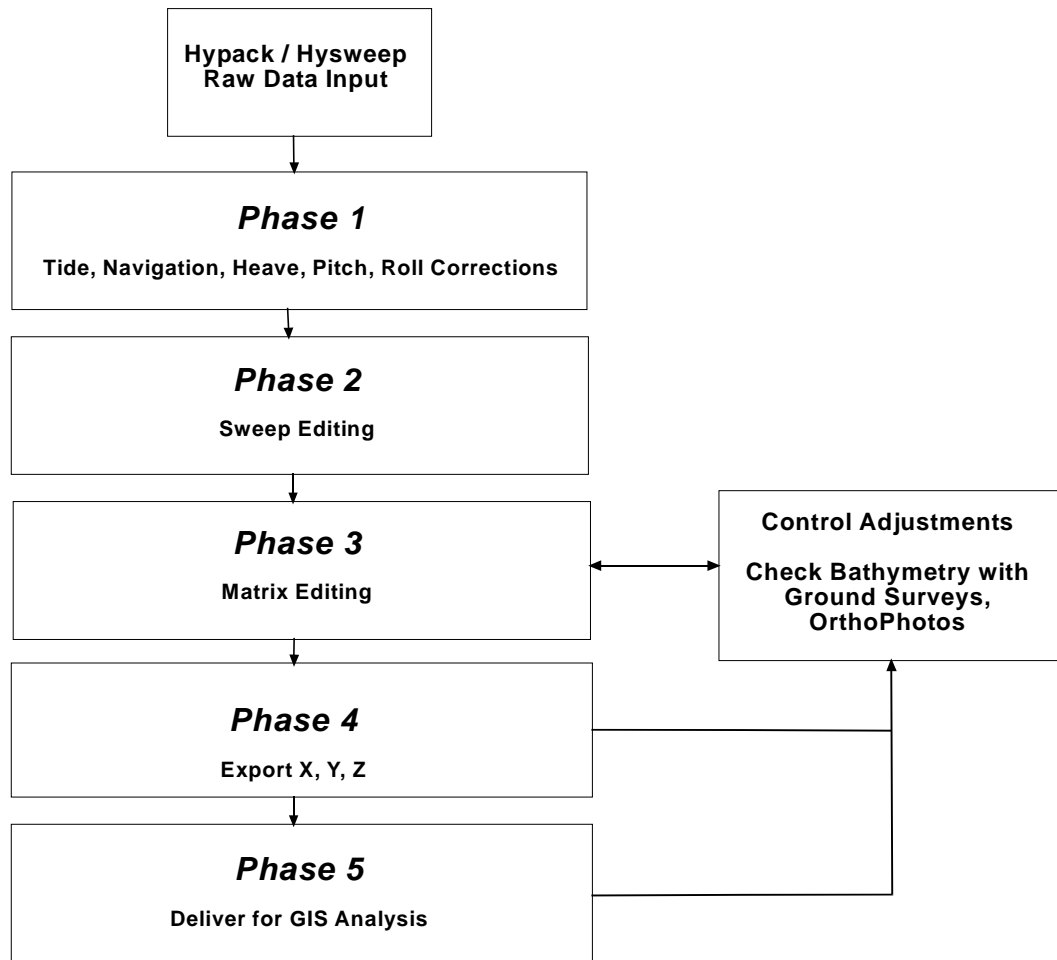 Hypack / Hysweep
Raw Data Input
Phase 1
Tide, Navigation, Heave, Pitch, Roll Corrections
Phase 2
Sweep Editing
Phase 3
Matrix Editing
Control Adjustments
Check Bathymetry with
Ground Surveys,
OrthoPhotos
Phase 4
Export X, Y, Z
Phase 5
Deliver for GIS Analysis